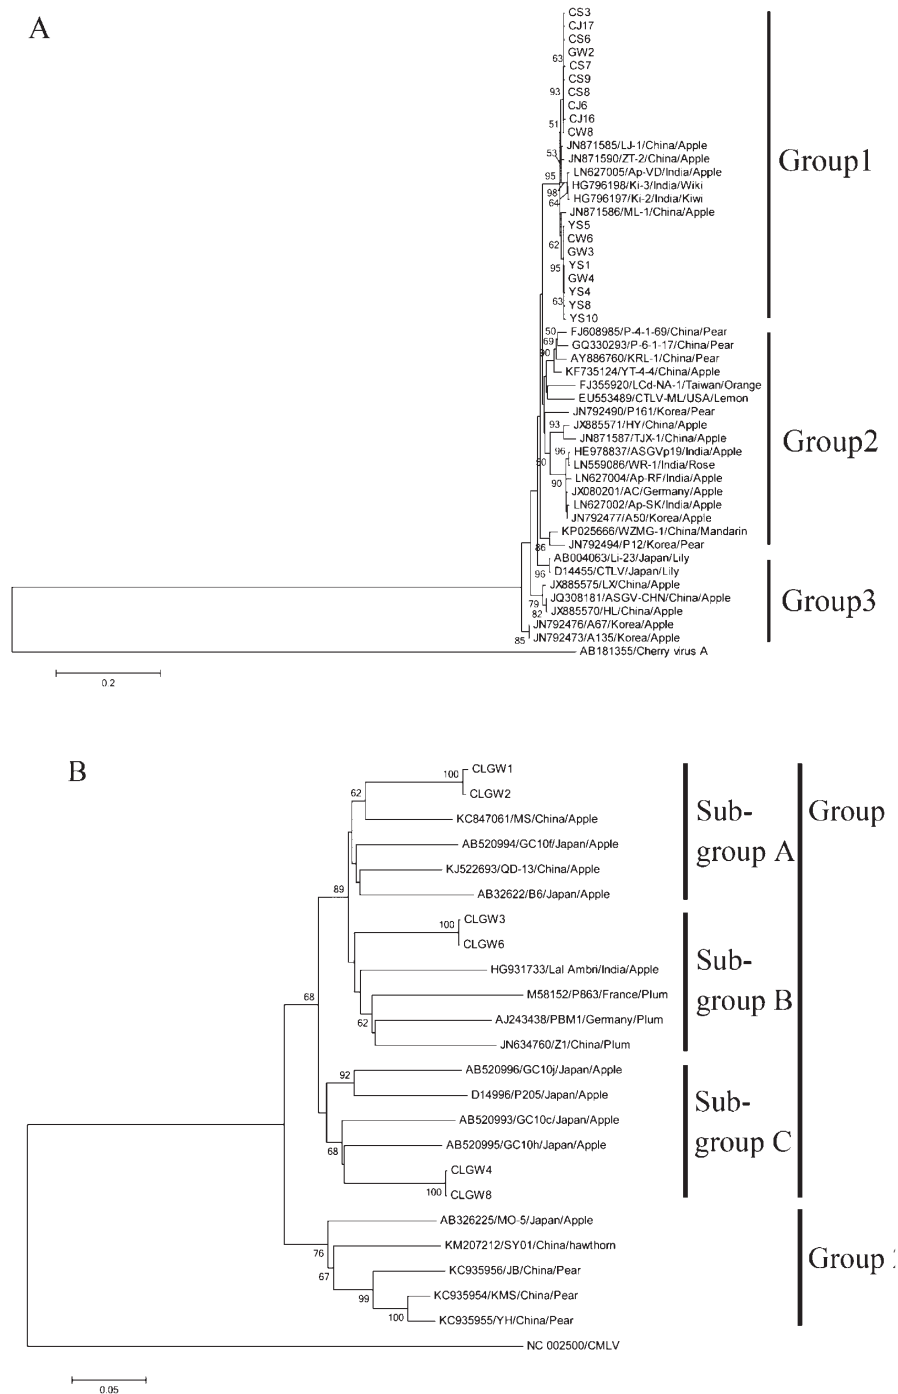 A
CS3
CJ17
CS6
GW2
63
CS7
CS9
93
CS8
CJ6
51
CJ16
CW8
JN871585/LJ-1/China/Apple
53
JN871590/ZT-2/China/Apple
95
LN627005/Ap-VD/India/Apple
98
HG796198/Ki-3/India/Wiki
64
HG796197/Ki-2/India/Kiwi
JN871586/ML-1/China/Apple
YS5
CW6
62
GW3
95
YS1
GW4
YS4
63
YS8
YS10
Group1
50
FJ608985/P-4-1-69/China/Pear
69
GQ330293/P-6-1-17/China/Pear
90
AY886760/KRL-1/China/Pear
KF735124/YT-4-4/China/Apple
FJ355920/LCd-NA-1/Taiwan/Orange
EU553489/CTLV-ML/USA/Lemon
JN792490/P161/Korea/Pear
93
JX885571/HY/China/Apple
JN871587/TJX-1/China/Apple
96
HE978837/ASGVp19/India/Apple
LN559086/WR-1/India/Rose
LN627004/Ap-RF/India/Apple
90
JX080201/AC/Germany/Apple
LN627002/Ap-SK/India/Apple
JN792477/A50/Korea/Apple
KP025666/WZMG-1/China/Mandarin
86
JN792494/P12/Korea/Pear
Group2
AB004063/Li-23/Japan/Lily
96
D14455/CTLV/Japan/Lily
JX885575/LX/China/Apple
79
JQ308181/ASGV-CHN/China/Apple
82
JX885570/HL/China/Apple
JN792476/A67/Korea/Apple
85
JN792473/A135/Korea/Apple
Group3
AB181355/Cherry virus A
0.2
B
100
CLGW1
CLGW2
62
KC847061/MS/China/Apple
AB520994/GC10f/Japan/Apple
KJ522693/QD-13/China/Apple
89
AB32622/B6/Japan/Apple
Sub-
group A
Group
100
CLGW3
CLGW6
HG931733/Lal Ambri/India/Apple
68
M58152/P863/France/Plum
62
AJ243438/PBM1/Germany/Plum
JN634760/Z1/China/Plum
Sub-
group B
92
AB520996/GC10j/Japan/Apple
D14996/P205/Japan/Apple
AB520993/GC10c/Japan/Apple
68
AB520995/GC10h/Japan/Apple
CLGW4
100
CLGW8
Sub-
group C
AB326225/MO-5/Japan/Apple
76
KM207212/SY01/China/hawthorn
67
KC935956/JB/China/Pear
99
KC935954/KMS/China/Pear
100
KC935955/YH/China/Pear
Group
NC 002500/CMLV
0.05